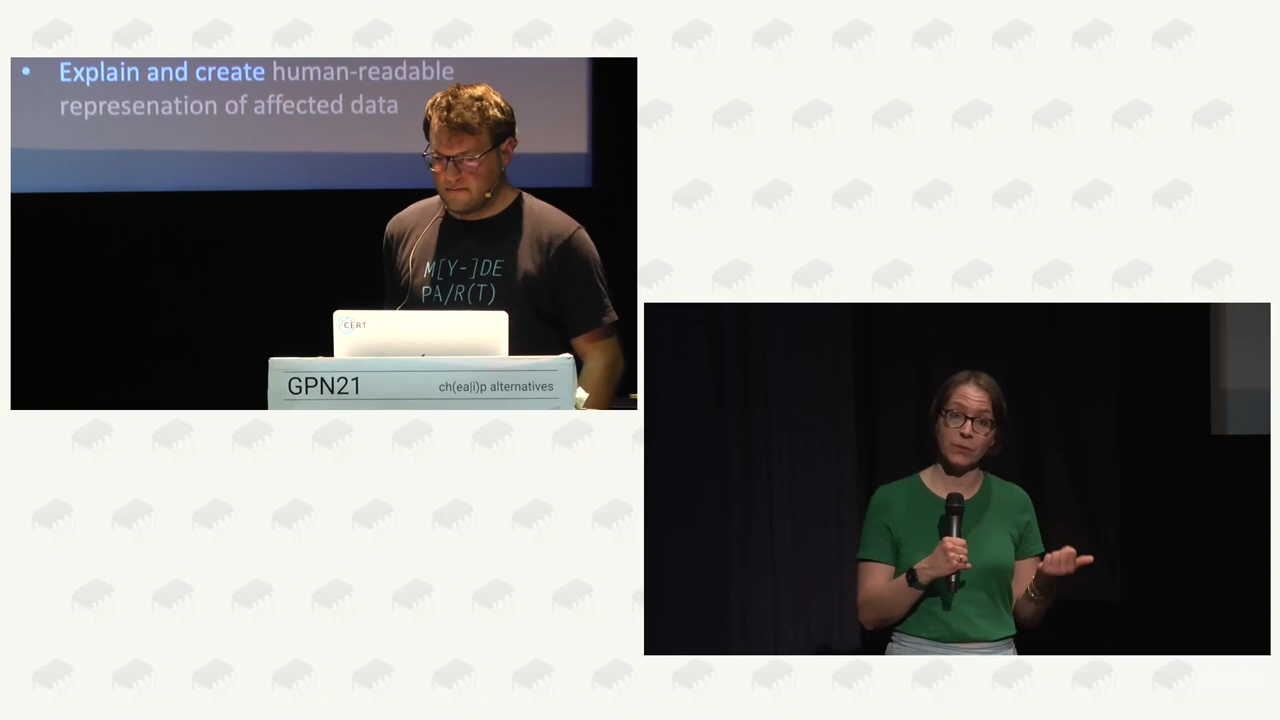 • Explain and create human-readable
represenation of affected data
M[Y-]DE
PA/R(T)
CERT
GPN21
ch(ea|i)p alternatives